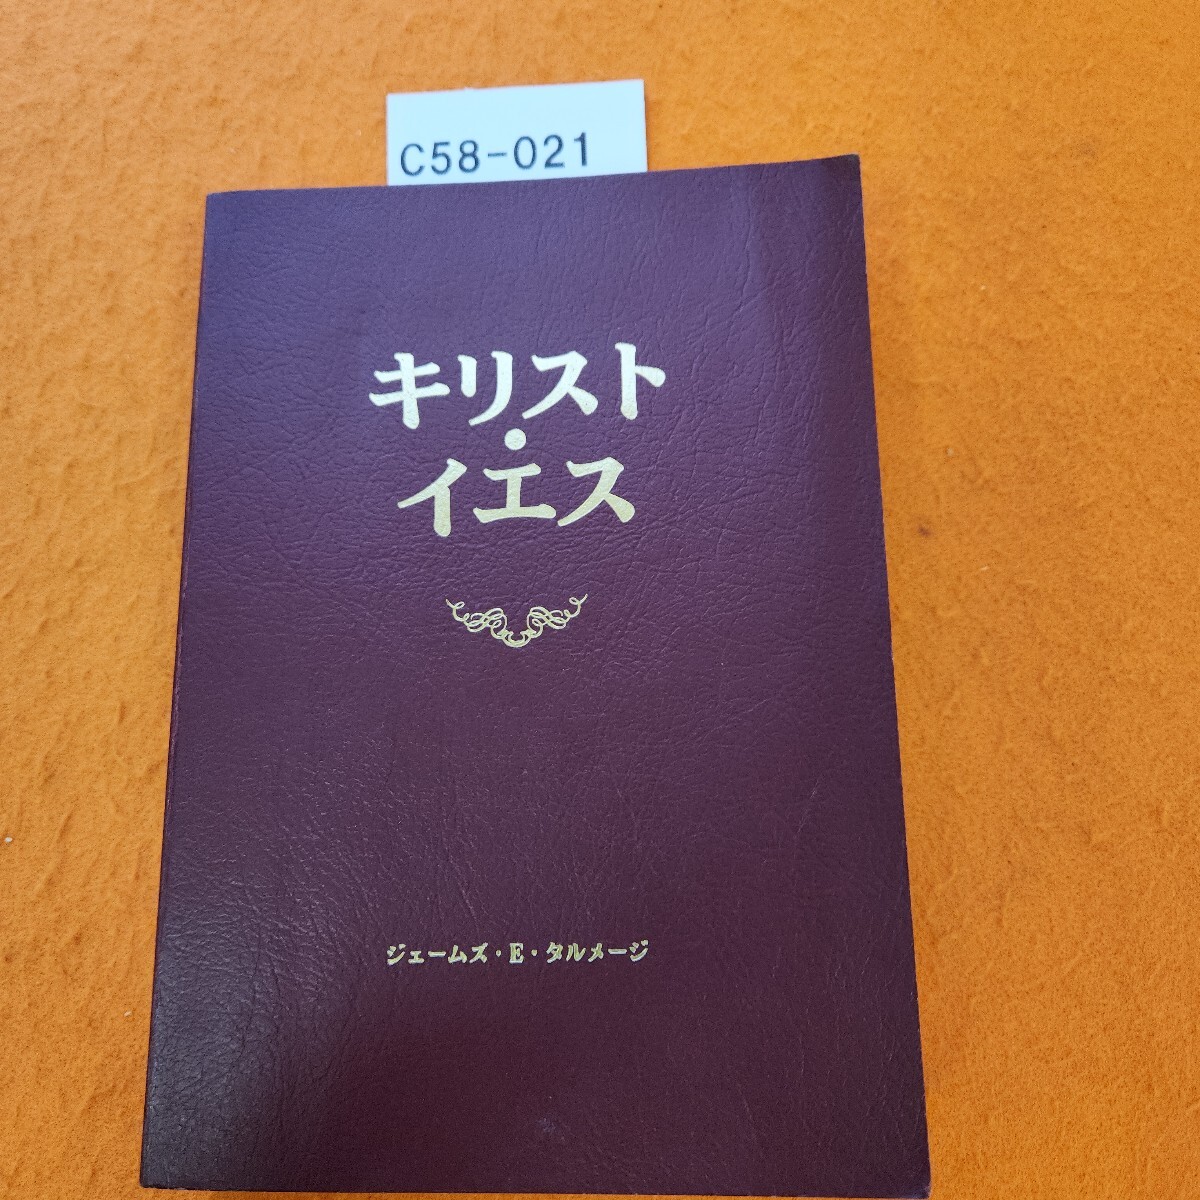 C58-021
キリスト
・
イエス
ジェームズ・E・タルメージ